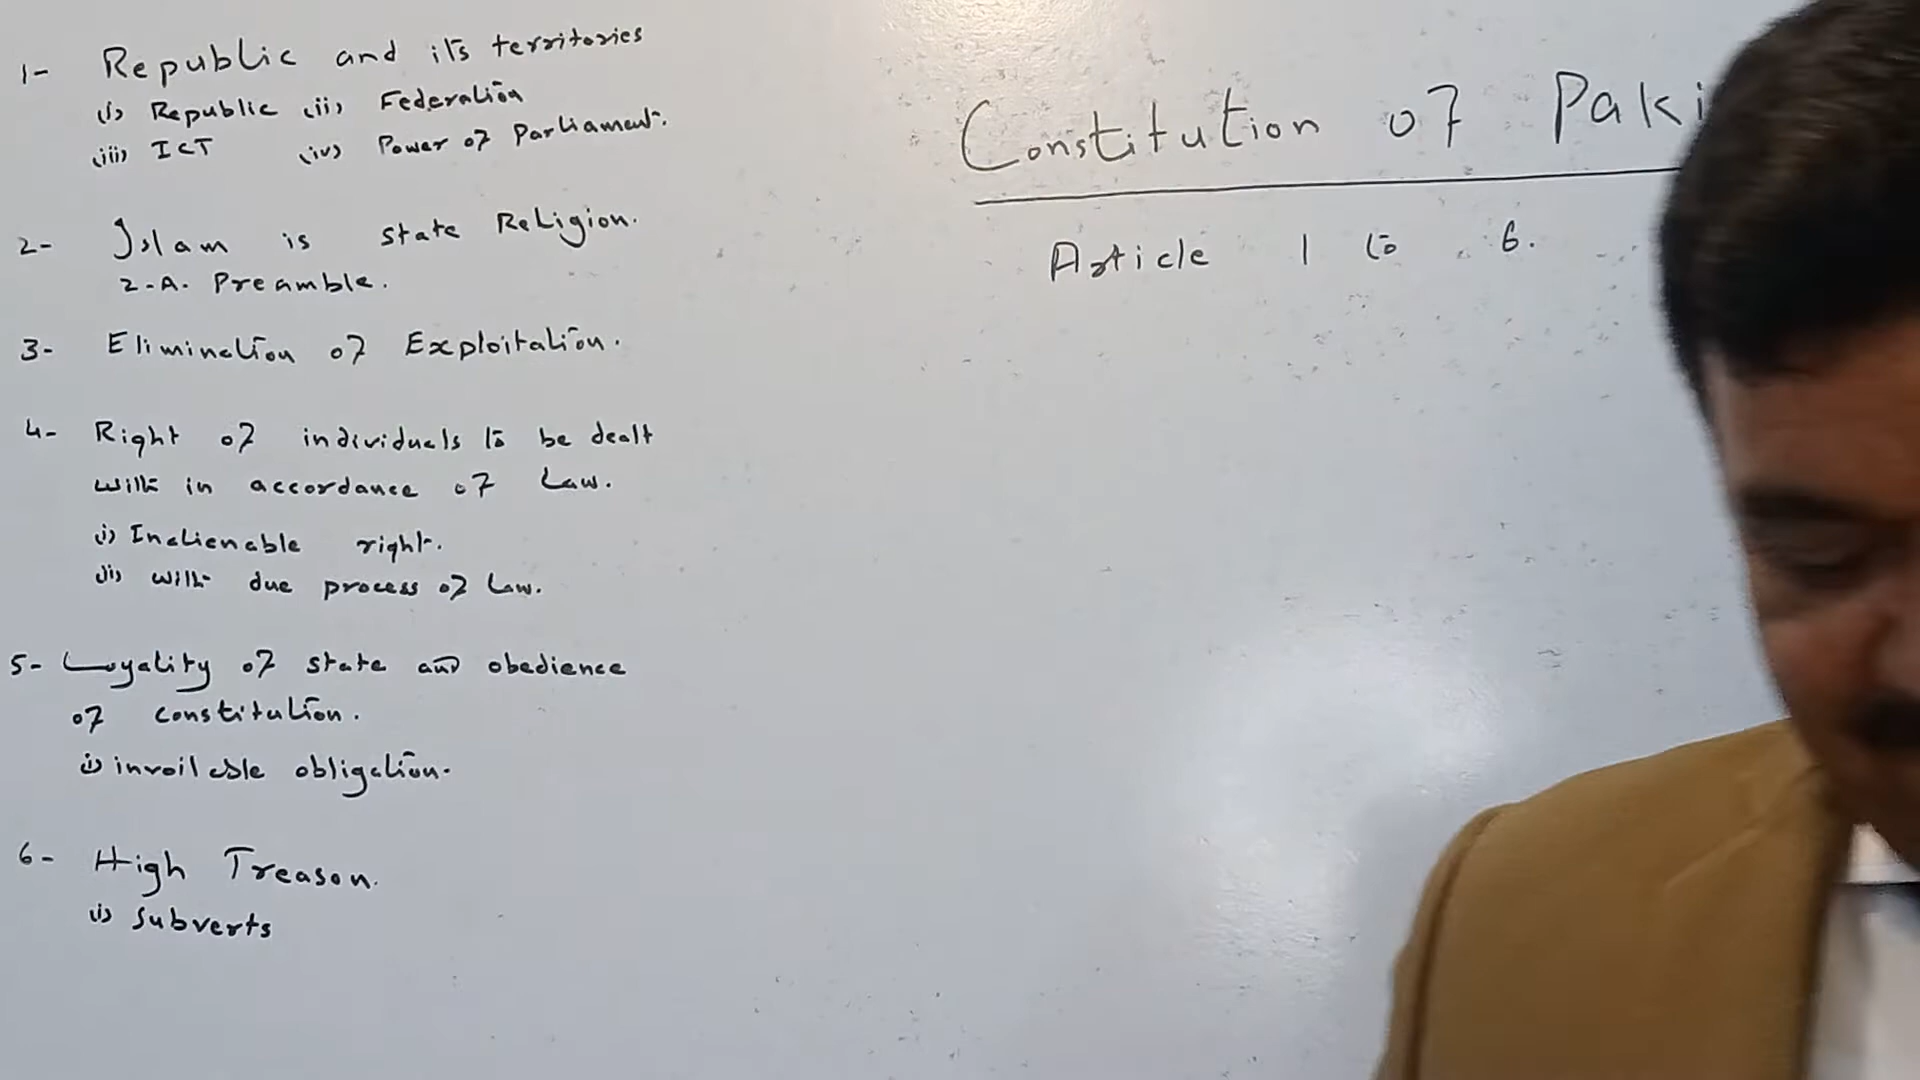 1- Republic and its territories
(i) Republic (ii) Federation
(iii) ICT (iv) Power of Parliament.
2- Islam is state Religion.
2-A. Preamble.
3- Elimination of Exploitation.
4- Right of individuals to be dealt
with in accordance of Law.
(i) Inalienable right.
(ii) with due process of Law.
5- Loyality of state and obedience
of constitution.
(i) invoilable obligation.
6- High Treason.
(i) Subverts
Constitution of Paki
Article 1 to 6.